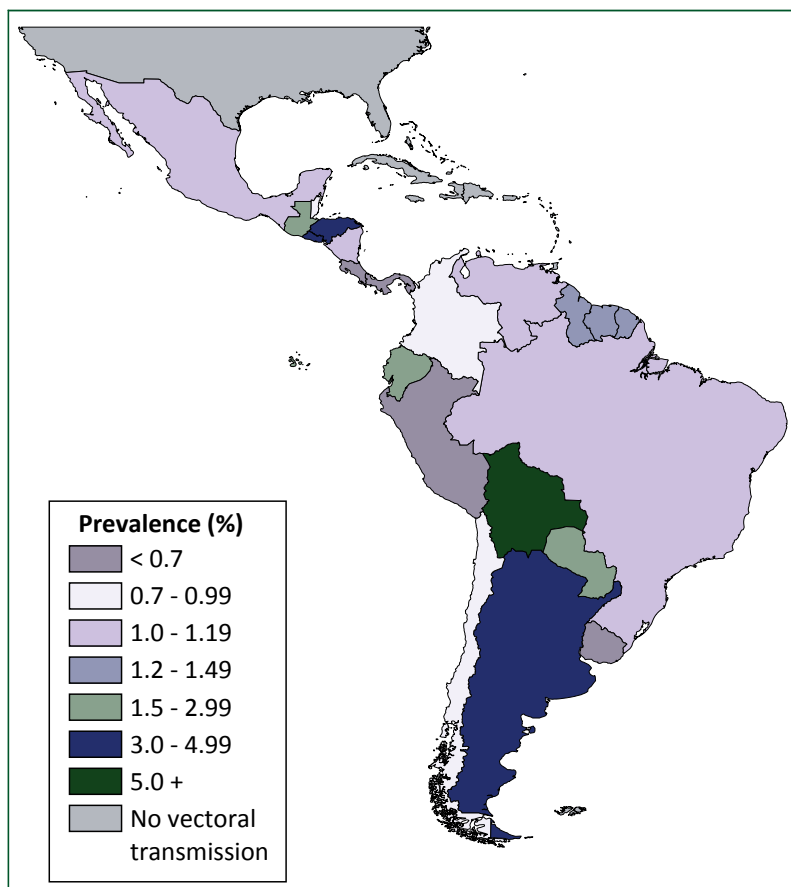 Prevalence (%)
< 0.7
0.7 - 0.99
1.0 - 1.19
1.2 - 1.49
1.5 - 2.99
3.0 - 4.99
5.0 +
No vectoral
transmission